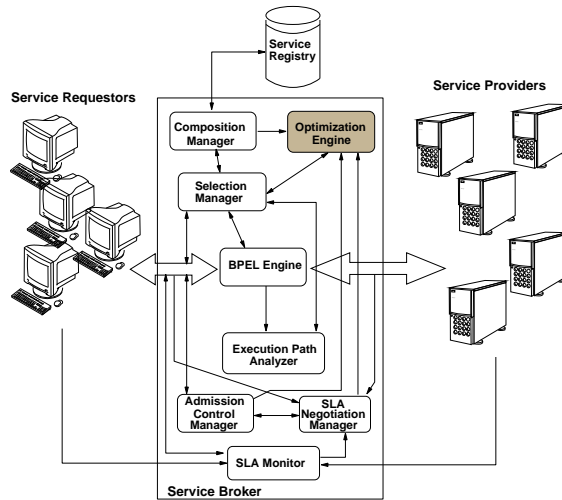 Service
Registry
Service Requestors
Service Providers
Composition
Manager
Optimization
Engine
Selection
Manager
BPEL Engine
Execution Path
Analyzer
Admission
Control
Manager
SLA
Negotiation
Manager
SLA Monitor
Service Broker